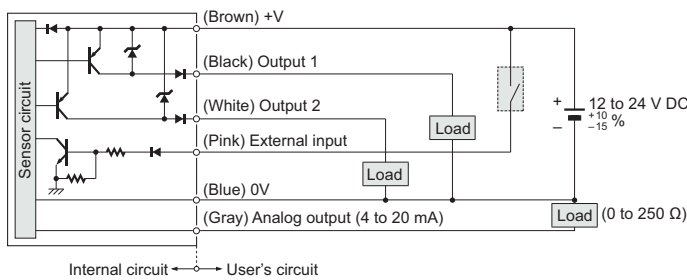 (Brown) +V
(Black) Output 1
(White) Output 2
(Pink) External input
(Blue) 0V
(Gray) Analog output (4 to 20 mA)
Sensor circuit
Load
Load
+
−
12 to 24 V DC
+10
−15 %
Load (0 to 250 Ω)
Internal circuit
User's circuit